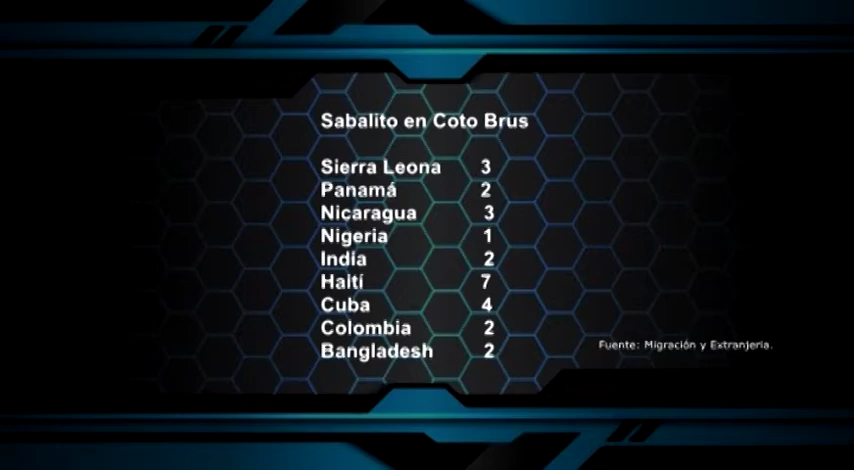 Sabalito en Coto Brus
Sierra Leona 3
Panamá 2
Nicaragua 3
Nigeria 1
India 2
Haití 7
Cuba 4
Colombia 2
Bangladesh 2
Fuente: Migración y Extranjería.